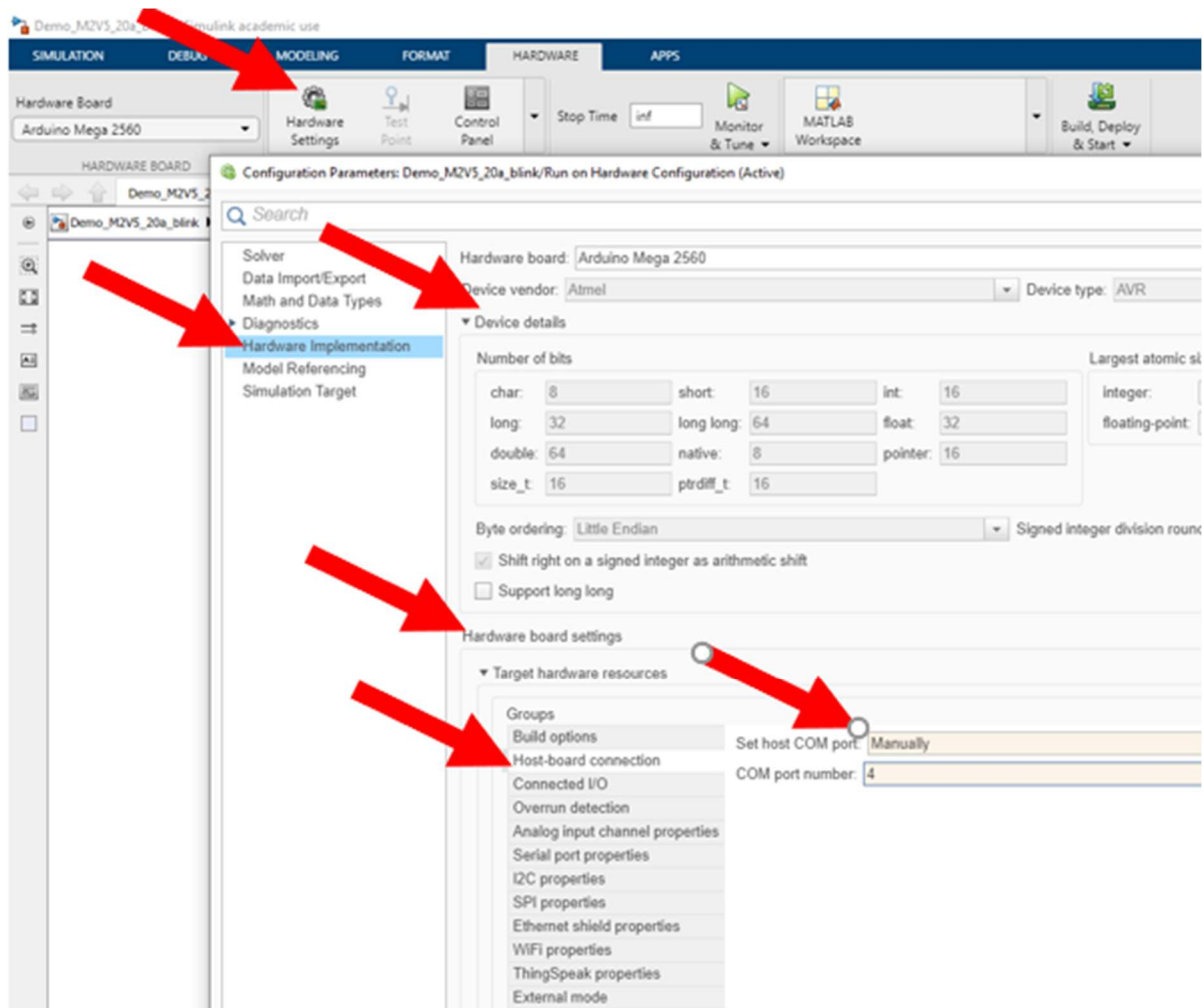 Demo_M2V5_20a_ Simulink academic use
SIMULATION DEBUG MODELING FORMAT HARDWARE APPS
Hardware Board
Arduino Mega 2560
Hardware Settings
Test Point
Control Panel
Stop Time inf
Monitor & Tune
MATLAB Workspace
Build, Deploy & Start
HARDWARE BOARD
Configuration Parameters: Demo_M2V5_20a_blink/Run on Hardware Configuration (Active)
Demo_M2V5_2
Demo_M2V5_20a_blink
Search
Solver
Data Import/Export
Math and Data Types
Diagnostics
Hardware Implementation
Model Referencing
Simulation Target
Hardware board: Arduino Mega 2560
Device vendor: Atmel Device type: AVR
Device details
Number of bits Largest atomic si
char: 8 short: 16 int: 16 integer:
long: 32 long long: 64 float: 32 floating-point:
double: 64 native: 8 pointer: 16
size_t: 16 ptrdiff_t: 16
Byte ordering: Little Endian Signed integer division round
Shift right on a signed integer as arithmetic shift
Support long long
Hardware board settings
Target hardware resources
Groups
Build options
Host-board connection
Connected I/O
Overrun detection
Analog input channel properties
Serial port properties
I2C properties
SPI properties
Ethernet shield properties
WiFi properties
ThingSpeak properties
External mode
Set host COM port: Manually
COM port number: 4